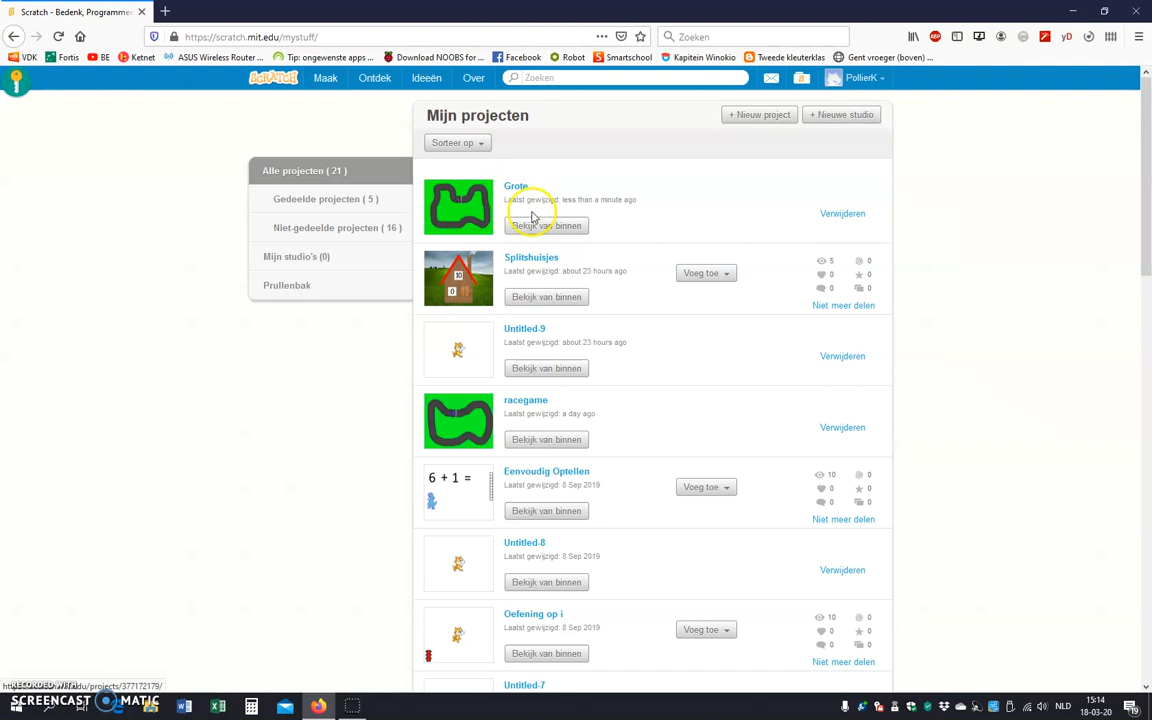 Scratch - Bedenk, Programme
https://scratch.mit.edu/mystuff/
Zoeken
VDK
Fortis
BE
Ketnet
ASUS Wireless Router ...
Tip: ongewenste apps ...
Download NOOBS for ...
Facebook
Robot
Smartschool
Kapitein Winokio
Tweede kleuterklas
Gent vroeger (boven) ...
SCRATCH
Maak
Ontdek
Ideeën
Over
Zoeken
PollierK
Mijn projecten
+ Nieuw project
+ Nieuwe studio
Sorteer op
Alle projecten ( 21 )
Gedeelde projecten ( 5 )
Niet-gedeelde projecten ( 16 )
Mijn studio's (0)
Prullenbak
Grote
Laatst gewijzigd: less than a minute ago
Bekijk van binnen
Verwijderen
Splitshuisjes
Laatst gewijzigd: about 23 hours ago
Bekijk van binnen
Voeg toe
5
0
0
0
0
0
Niet meer delen
10
0
Untitled-9
Laatst gewijzigd: about 23 hours ago
Bekijk van binnen
Verwijderen
racegame
Laatst gewijzigd: a day ago
Bekijk van binnen
Verwijderen
6 + 1 =
Eenvoudig Optellen
Laatst gewijzigd: 8 Sep 2019
Bekijk van binnen
Voeg toe
10
0
0
0
0
0
Niet meer delen
Untitled-8
Laatst gewijzigd: 8 Sep 2019
Bekijk van binnen
Verwijderen
Oefening op i
Laatst gewijzigd: 8 Sep 2019
Bekijk van binnen
Voeg toe
10
0
0
0
0
0
Niet meer delen
Untitled-7
RECORDED WITH
SCREENCAST MATIC
NLD
15:14
18-03-20
19